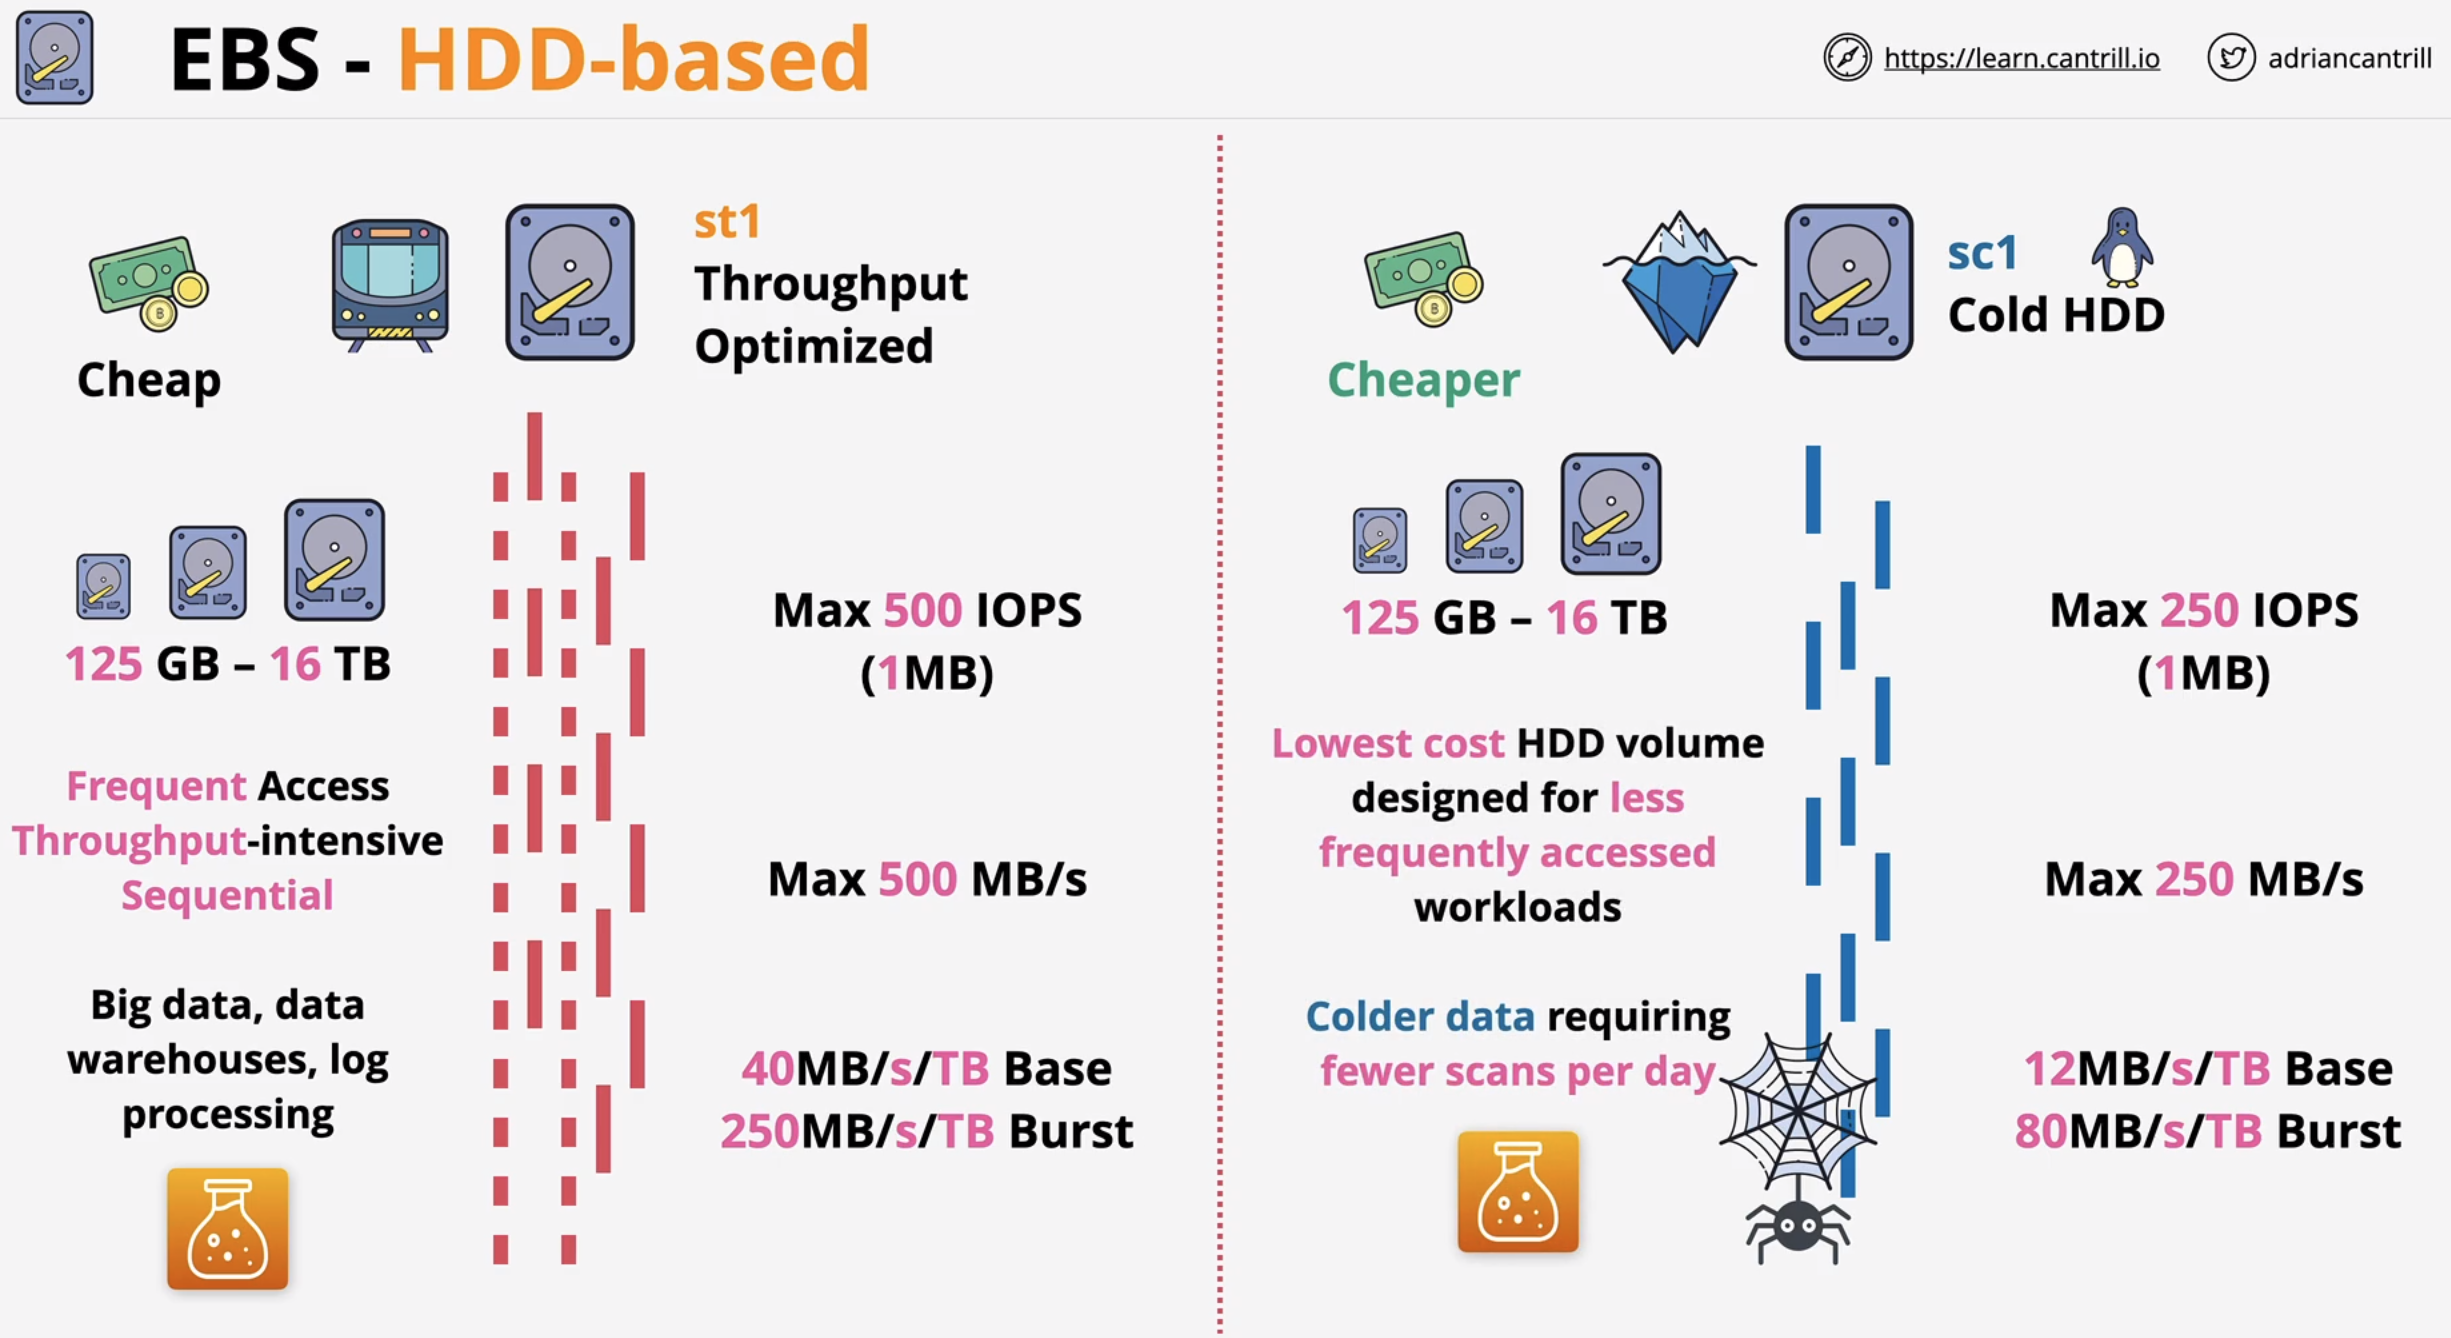 EBS - HDD-based
https://learn.cantrill.io
adriancantrill
Cheap
st1
Throughput
Optimized
125 GB – 16 TB
Frequent Access
Throughput-intensive
Sequential
Big data, data
warehouses, log
processing
Max 500 IOPS
(1MB)
Max 500 MB/s
40MB/s/TB Base
250MB/s/TB Burst
Cheaper
sc1
Cold HDD
125 GB – 16 TB
Lowest cost HDD volume
designed for less
frequently accessed
workloads
Colder data requiring
fewer scans per day
Max 250 IOPS
(1MB)
Max 250 MB/s
12MB/s/TB Base
80MB/s/TB Burst